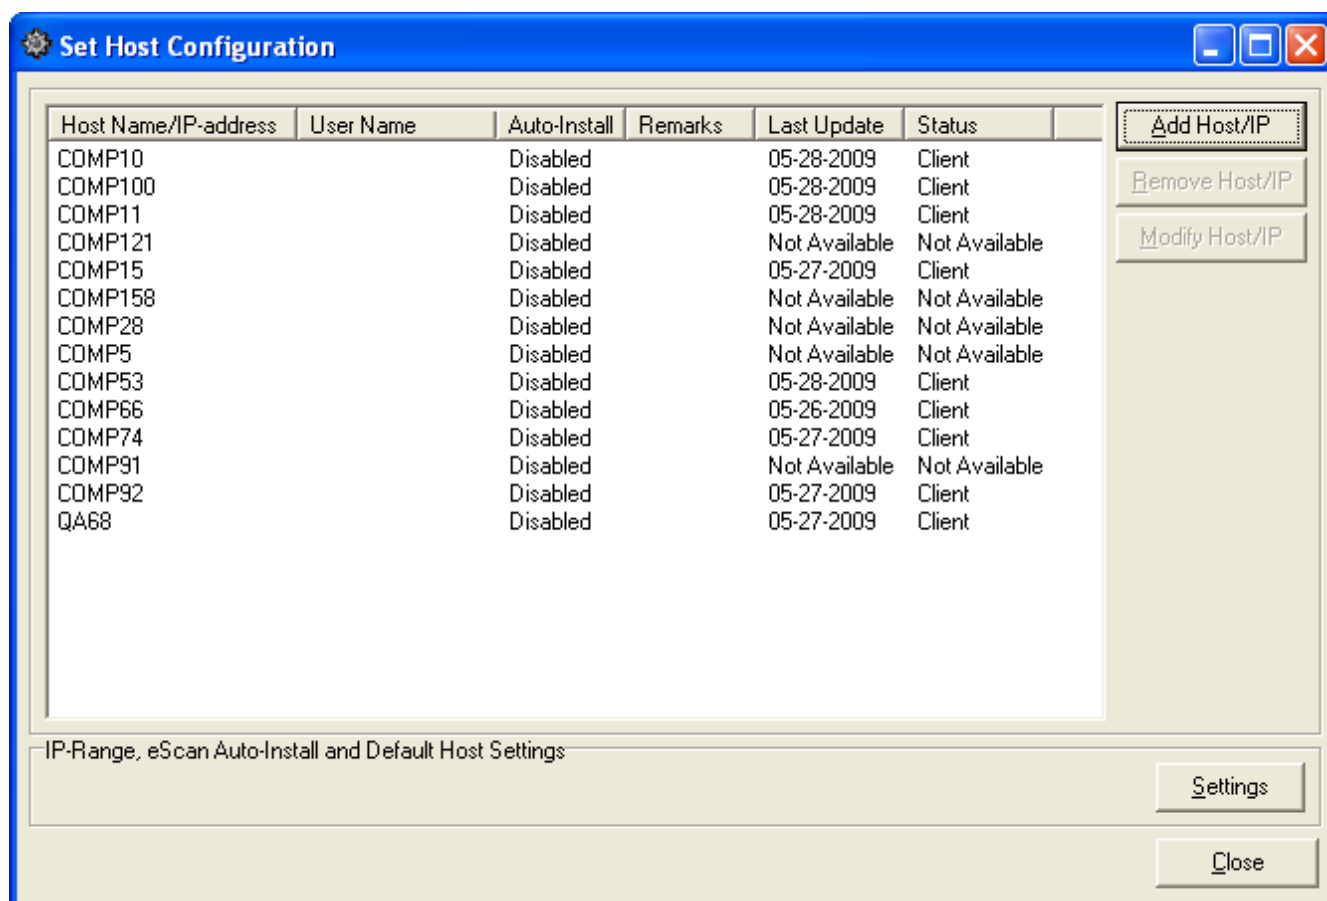 Set Host Configuration
Host Name/IP-address User Name Auto-Install Remarks Last Update Status
COMP10 Disabled 05-28-2009 Client
COMP100 Disabled 05-28-2009 Client
COMP11 Disabled 05-28-2009 Client
COMP121 Disabled Not Available Not Available
COMP15 Disabled 05-27-2009 Client
COMP158 Disabled Not Available Not Available
COMP28 Disabled Not Available Not Available
COMP5 Disabled Not Available Not Available
COMP53 Disabled 05-28-2009 Client
COMP66 Disabled 05-26-2009 Client
COMP74 Disabled 05-27-2009 Client
COMP91 Disabled Not Available Not Available
COMP92 Disabled 05-27-2009 Client
QA68 Disabled 05-27-2009 Client
Add Host/IP
Remove Host/IP
Modify Host/IP
IP-Range, eScan Auto-Install and Default Host Settings
Settings
Close